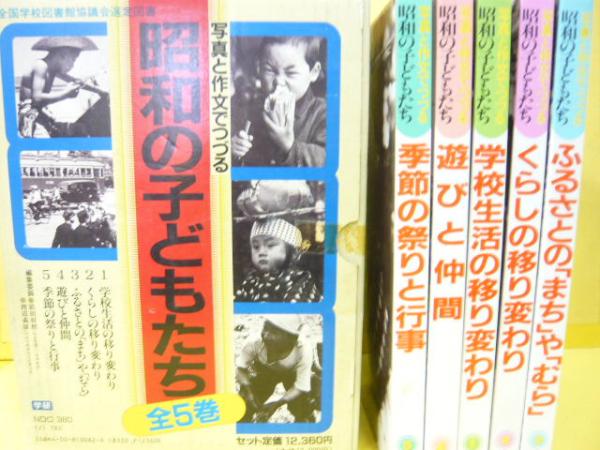 全国学校図書館協議会選定図書
写真と作文でつづる
昭和の子どもたち
1 学校生活の移り変わり
2 くらしの移り変わり
3 ふるさとの「まち」や「むら」
4 遊びと仲間
5 季節の祭りと行事
学研
NDC 380
全5巻
セット定価12,360円
昭和の子どもたち
季節の祭りと行事
昭和の子どもたち
遊びと仲間
昭和の子どもたち
学校生活の移り変わり
昭和の子どもたち
くらしの移り変わり
昭和の子どもたち
ふるさとの「まち」や「むら」